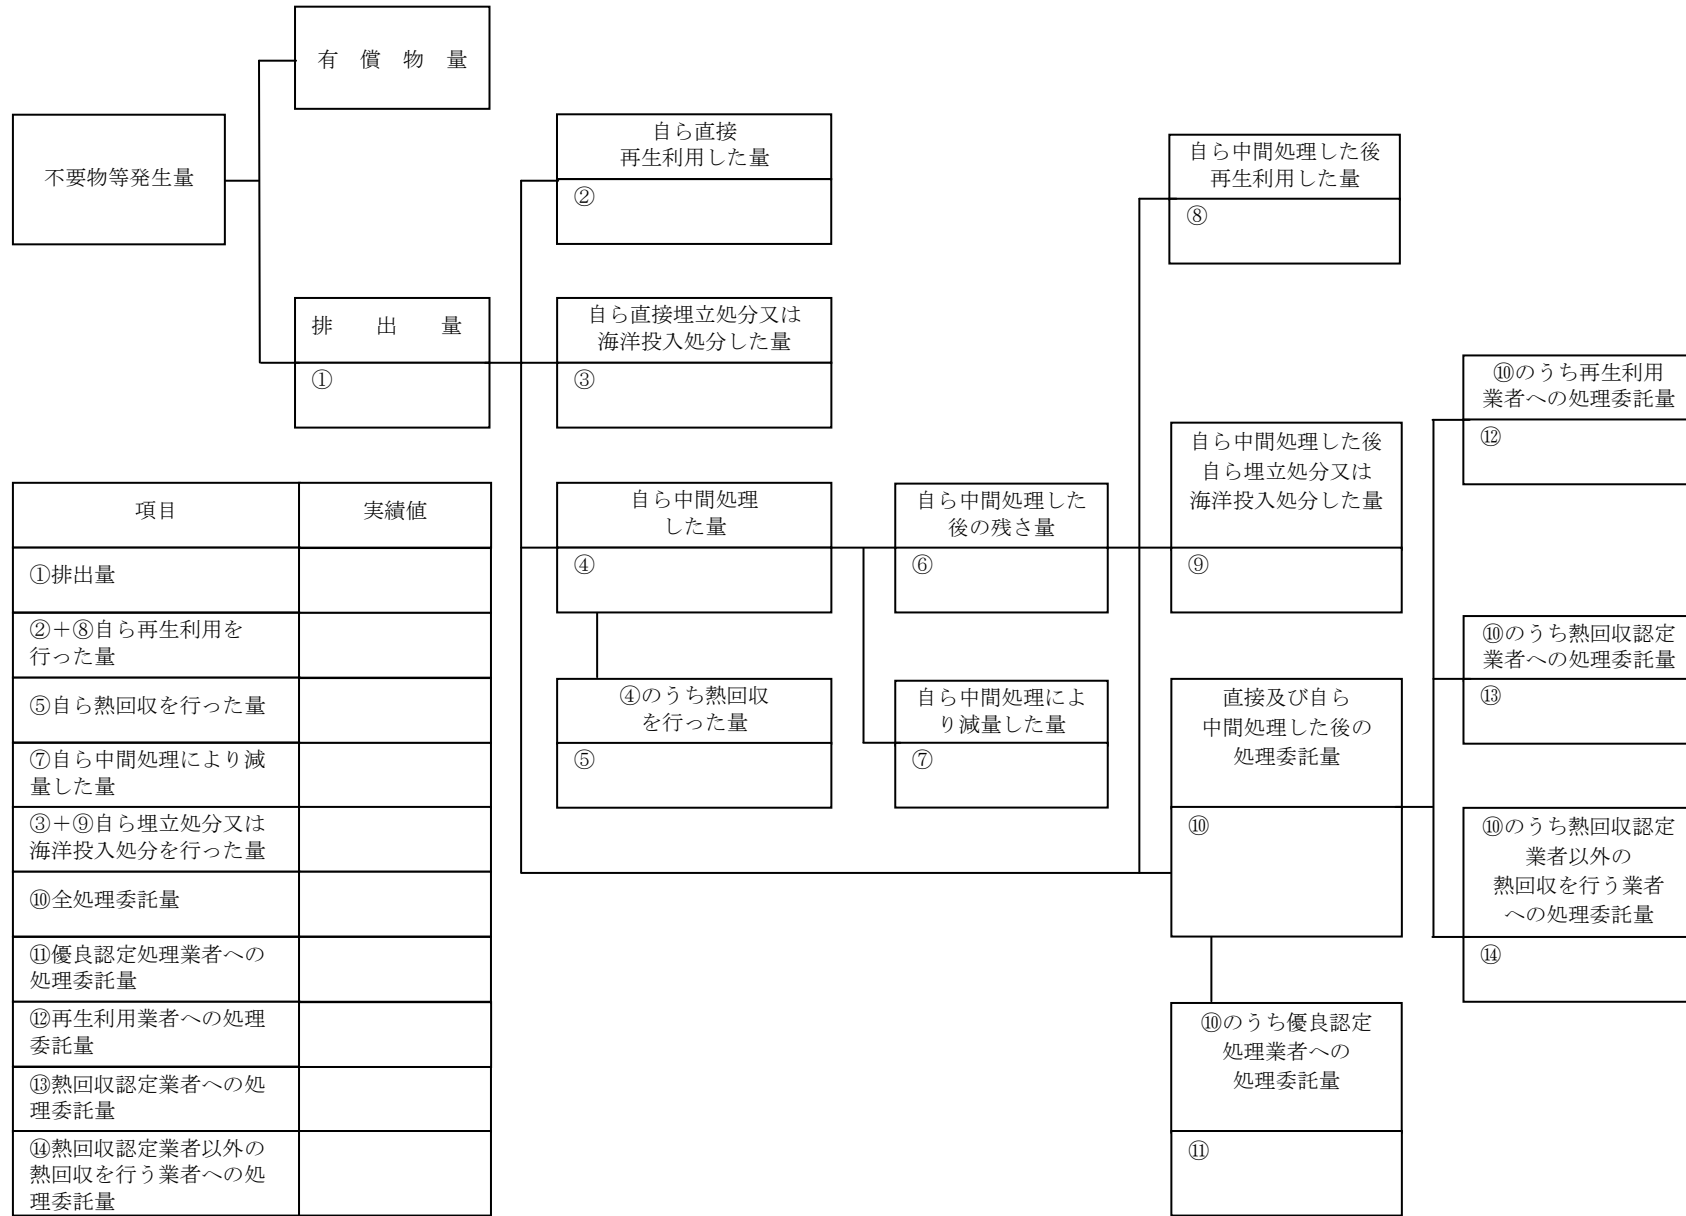 有償物量
不要物等発生量
排出量
①
自ら直接
再生利用した量
②
自ら直接埋立処分又は
海洋投入処分した量
③
自ら中間処理
した量
④
④のうち熱回収
を行った量
⑤
自ら中間処理した
後の残さ量
⑥
自ら中間処理によ
り減量した量
⑦
自ら中間処理した後
再生利用した量
⑧
自ら中間処理した後
自ら埋立処分又は
海洋投入処分した量
⑨
直接及び自ら
中間処理した後の
処理委託量
⑩
⑩のうち優良認定
処理業者への
処理委託量
⑪
⑩のうち再生利用
業者への処理委託量
⑫
⑩のうち熱回収認定
業者への処理委託量
⑬
⑩のうち熱回収認定
業者以外の
熱回収を行う業者
への処理委託量
⑭
項目 実績値
①排出量
②+⑧自ら再生利用を
行った量
⑤自ら熱回収を行った量
⑦自ら中間処理により減
量した量
③+⑨自ら埋立処分又は
海洋投入処分を行った量
⑩全処理委託量
⑪優良認定処理業者への
処理委託量
⑫再生利用業者への処理
委託量
⑬熱回収認定業者への処
理委託量
⑭熱回収認定業者以外の
熱回収を行う業者への処
理委託量